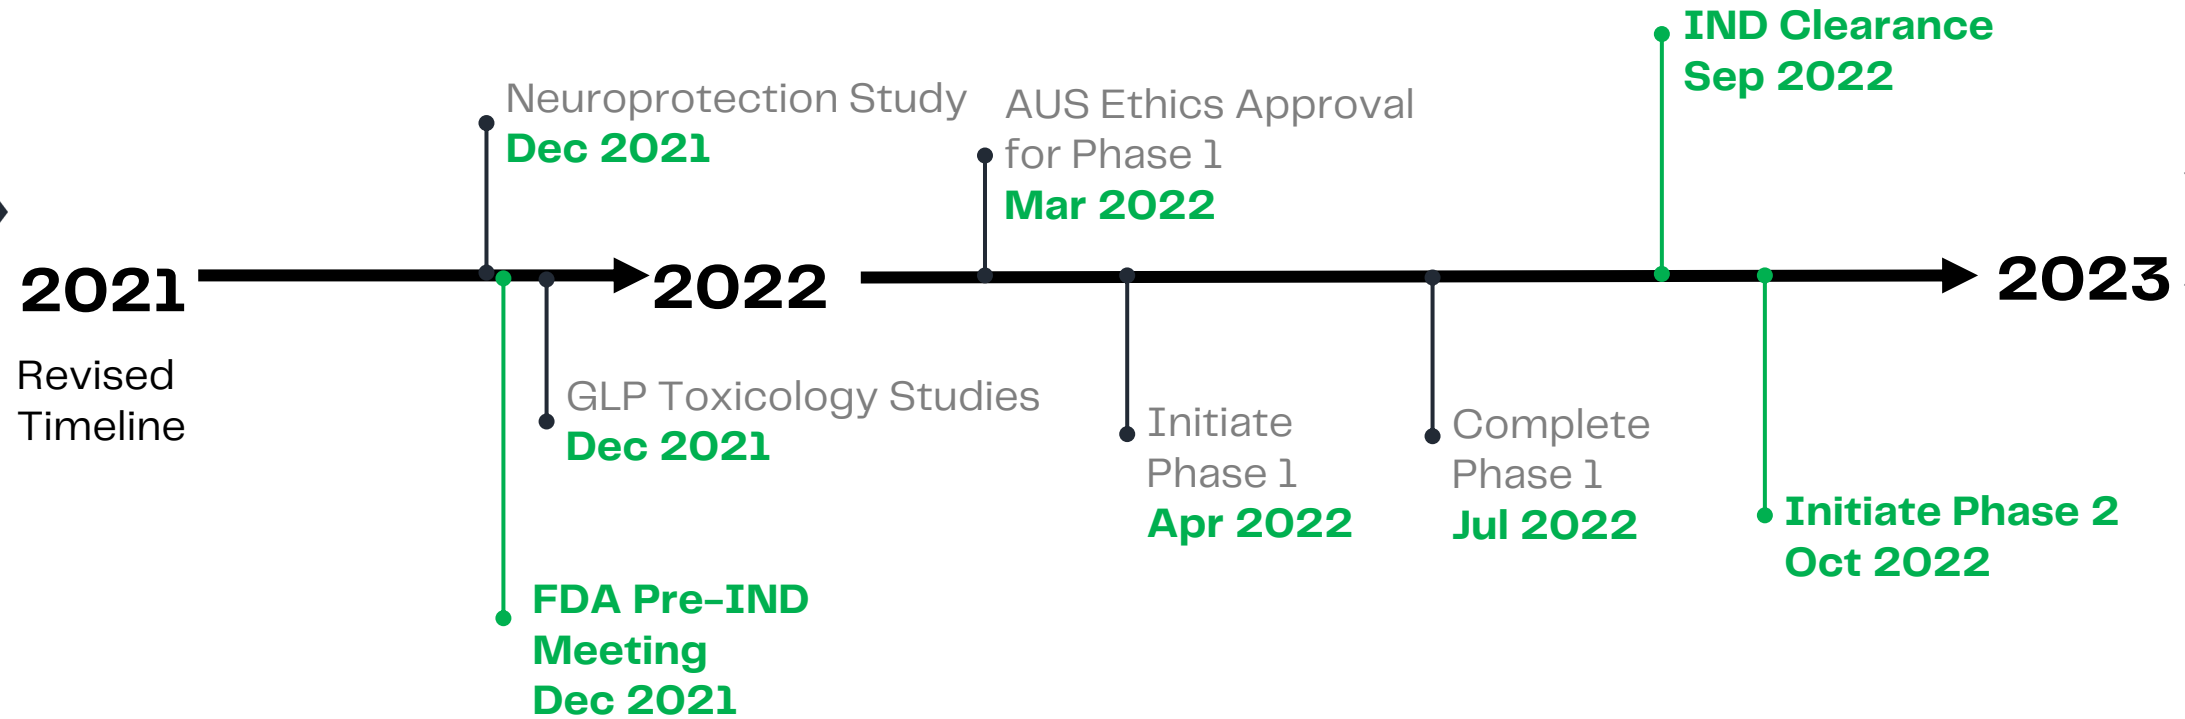 IND Clearance
Sep 2022
Neuroprotection Study
Dec 2021
AUS Ethics Approval
for Phase 1
Mar 2022
2021
2022
2023
Revised
Timeline
GLP Toxicology Studies
Dec 2021
Initiate
Phase 1
Apr 2022
Complete
Phase 1
Jul 2022
Initiate Phase 2
Oct 2022
FDA Pre-IND
Meeting
Dec 2021